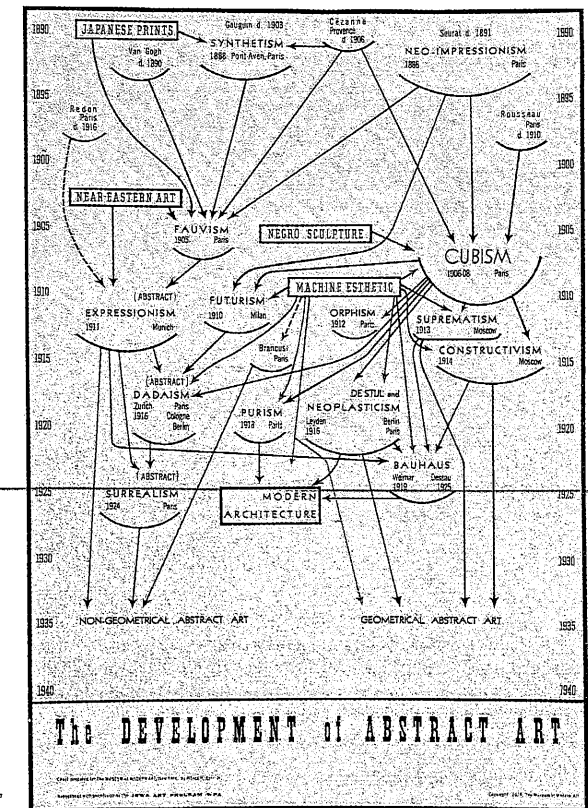 1890
JAPANESE PRINTS
Gauguin d. 1903
Cézanne
Provence
d. 1906
Seurat d. 1891
1890
Van Gogh
d. 1890
SYNTHETISM
1888 Pont-Aven, Paris
NEO-IMPRESSIONISM
1886 Paris
1895
1895
Redon
Paris
d. 1916
Rousseau
Paris
d. 1910
1900
1900
NEAR-EASTERN ART
1905
FAUVISM
1905 Paris
NEGRO SCULPTURE
1905
CUBISM
1906-08 Paris
1910
(ABSTRACT)
EXPRESSIONISM
1911 Munich
FUTURISM
1910 Milan
MACHINE ESTHETIC
1910
ORPHISM
1912 Paris
SUPREMATISM
1913 Moscow
Brancusi
Paris
CONSTRUCTIVISM
1914 Moscow
1915
1915
(ABSTRACT)
DADAISM
Zurich Paris
1916 Cologne
Berlin
PURISM
1918 Paris
DE STIJL and
NEOPLASTICISM
Leyden Berlin
1916 Paris
1920
1920
BAUHAUS
Weimar Dessau
1919 1925
(ABSTRACT)
SURREALISM
1924 Paris
MODERN
ARCHITECTURE
1925
1925
1930
1930
NON-GEOMETRICAL ABSTRACT ART
GEOMETRICAL ABSTRACT ART
1935
1935
1940
1940
The DEVELOPMENT of ABSTRACT ART
IOWA ART PROGRAM WPA